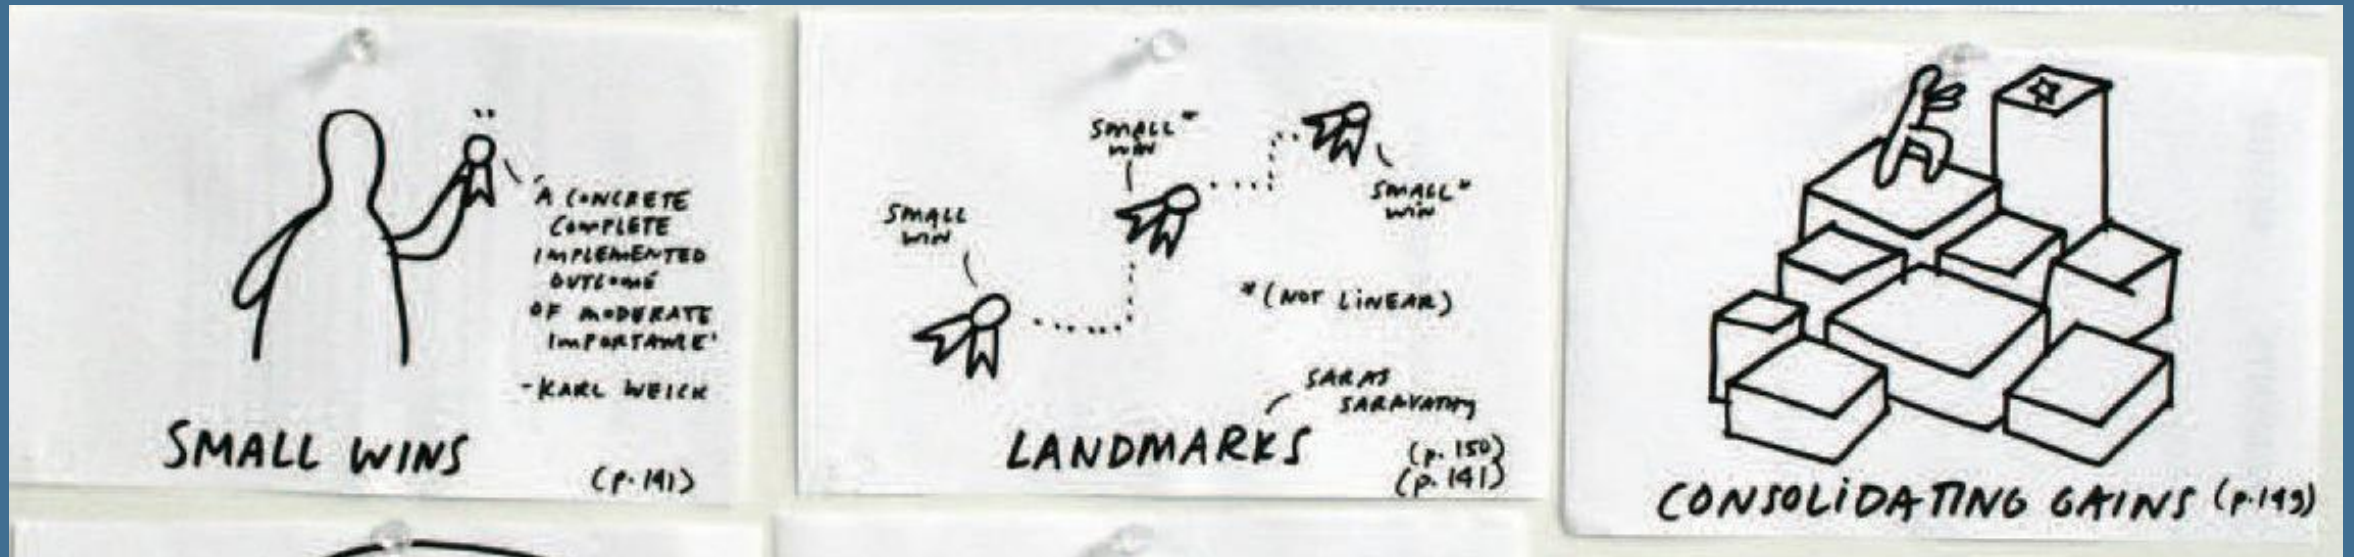 "A CONCRETE
COMPLETE
IMPLEMENTED
OUTCOME
OF MODERATE
IMPORTANCE"
-KARL WEICK
SMALL WINS
(p.141)
SMALL
WIN
SMALL*
WIN
SMALL*
WIN
*(NOT LINEAR)
SARAS
SARAVATHY
LANDMARKS
(p.150)
(p.141)
CONSOLIDATING GAINS (p.149)